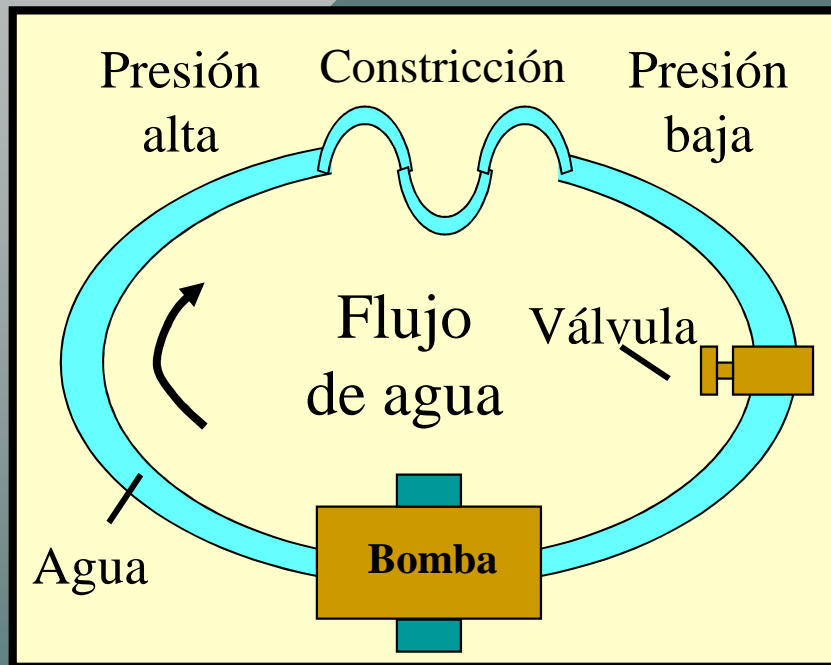 Presión
alta
Constricción
Presión
baja
Flujo
de agua
Válvula
Agua
Bomba